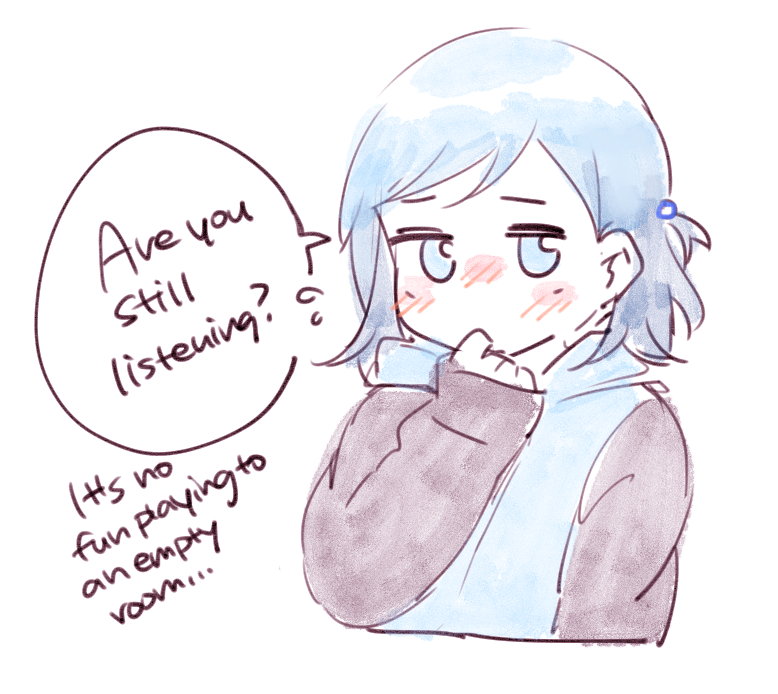 Are you
still
listening?
It's no
fun playing to
an empty
room...